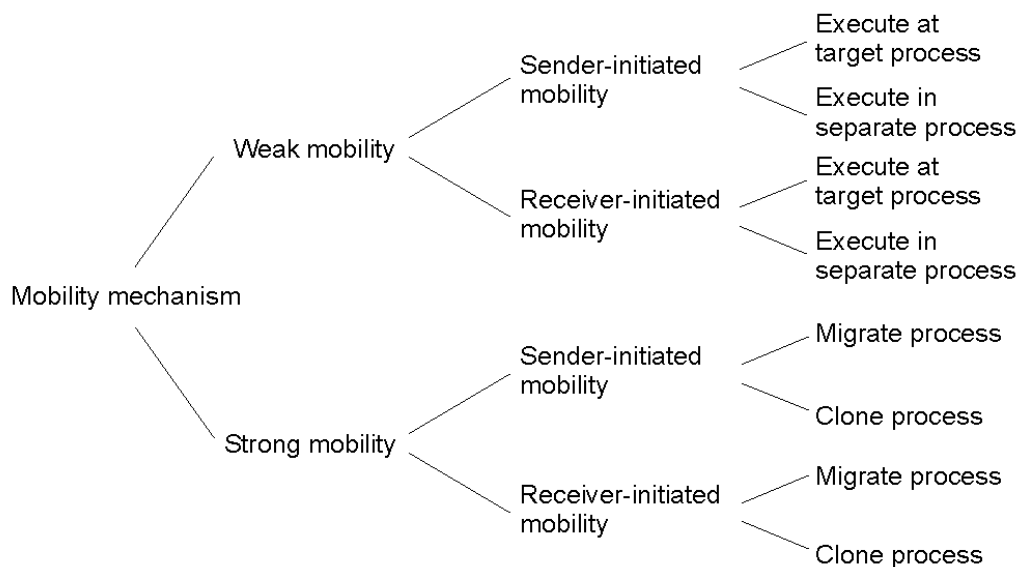 Execute at
target process
Sender-initiated
mobility
Execute in
separate process
Weak mobility
Execute at
target process
Receiver-initiated
mobility
Execute in
separate process
Mobility mechanism
Migrate process
Sender-initiated
mobility
Clone process
Strong mobility
Migrate process
Receiver-initiated
mobility
Clone process